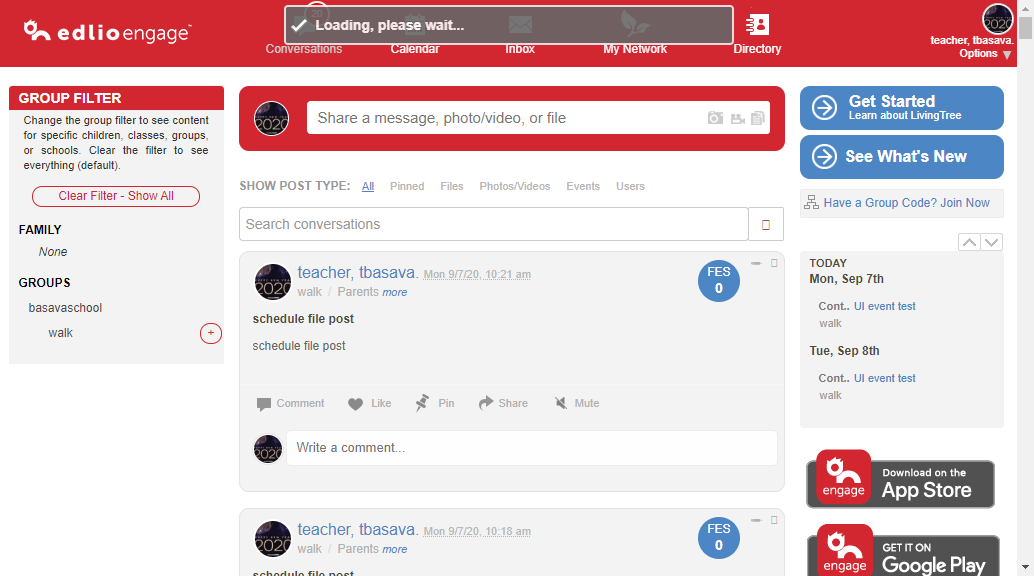 edlio engage
20
Loading, please wait...
Conversations
Calendar
Inbox
My Network
Directory
teacher, tbasava.
Options
GROUP FILTER
Change the group filter to see content
for specific children, classes, groups,
or schools. Clear the filter to see
everything (default).
Clear Filter - Show All
FAMILY
None
GROUPS
basavaschool
walk
+
2020
Share a message, photo/video, or file
SHOW POST TYPE: All Pinned Files Photos/Videos Events Users
Search conversations
teacher, tbasava. Mon 9/7/20, 10:21 am
walk / Parents more
FES
0
schedule file post
schedule file post
Comment Like Pin Share Mute
Write a comment...
teacher, tbasava. Mon 9/7/20, 10:18 am
walk / Parents more
FES
0
schedule file post
Get Started
Learn about LivingTree
See What's New
Have a Group Code? Join Now
TODAY
Mon, Sep 7th
Cont.. UI event test
walk
Tue, Sep 8th
Cont.. UI event test
walk
engage
Download on the
App Store
engage
GET IT ON
Google Play